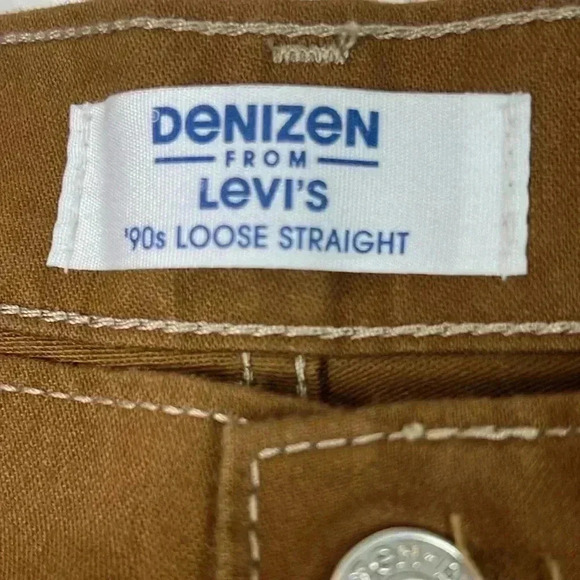 DENIZEN
FROM
LEVI'S
'90s LOOSE STRAIGHT